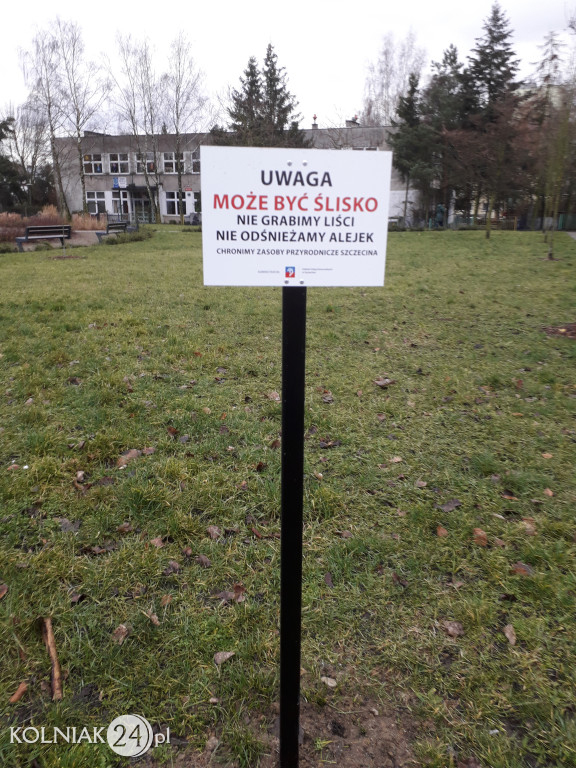 UWAGA
MOŻE BYĆ ŚLISKO
NIE GRABIMY LIŚCI
NIE ODŚNIEŻAMY ALEJEK
CHRONIMY ZASOBY PRZYRODNICZE SZCZECINA
KOLNIAK24.pl